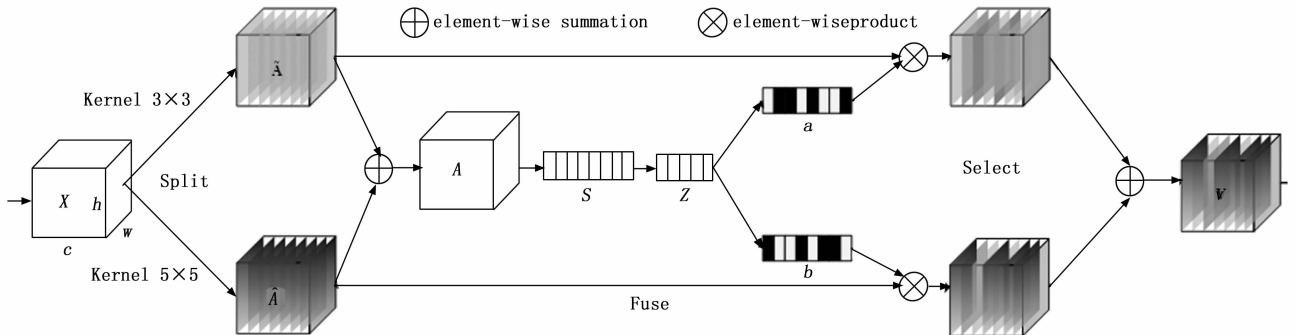 element-wise summation
element-wiseproduct
Ã
Kernel 3×3
a
Split
X
h
A
S
Z
Select
V
w
c
Kernel 5×5
Â
b
Fuse